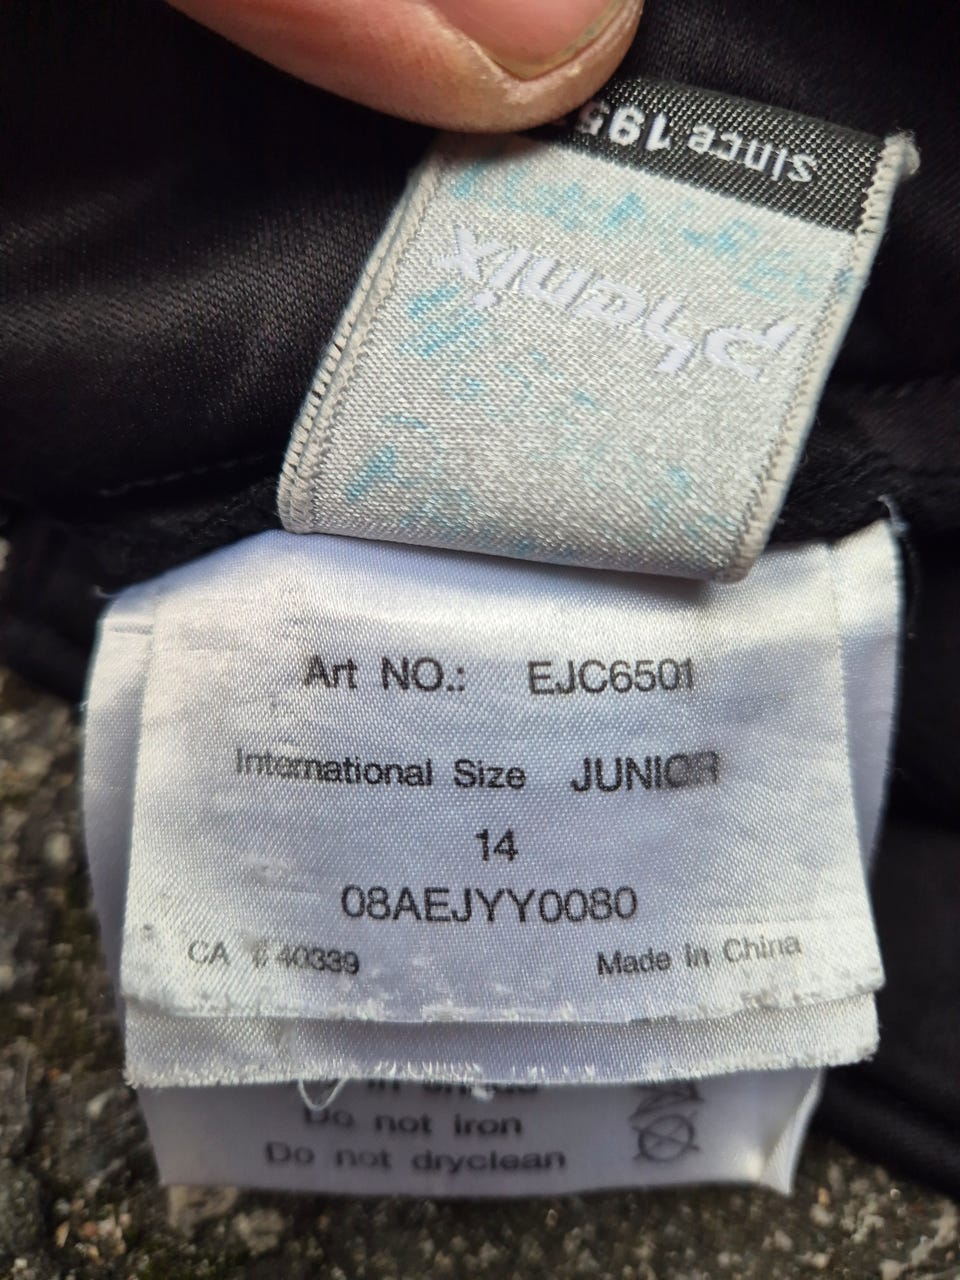 since 195
Phenix
Art NO.: EJC6501
International Size JUNIOR
14
08AEJYY0080
CA # 40339 Made in China
Do not iron
Do not dryclean